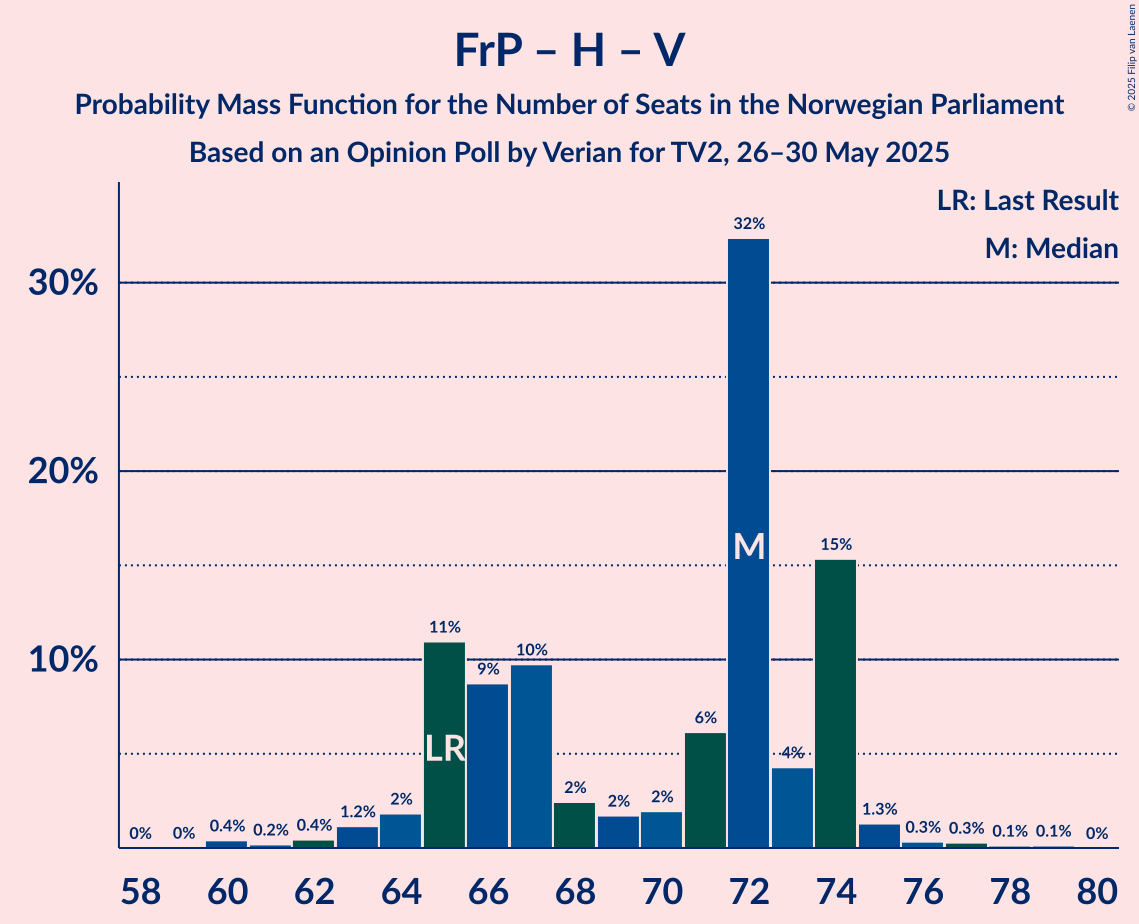 FrP – H – V
Probability Mass Function for the Number of Seats in the Norwegian Parliament
Based on an Opinion Poll by Verian for TV2, 26–30 May 2025
© 2025 Filip van Laenen
LR: Last Result
M: Median
30%
20%
10%
0%
0%
0.4%
0.2%
0.4%
1.2%
2%
11%
9%
10%
2%
2%
2%
6%
32%
4%
15%
1.3%
0.3%
0.3%
0.1%
0.1%
0%
LR
M
58 60 62 64 66 68 70 72 74 76 78 80